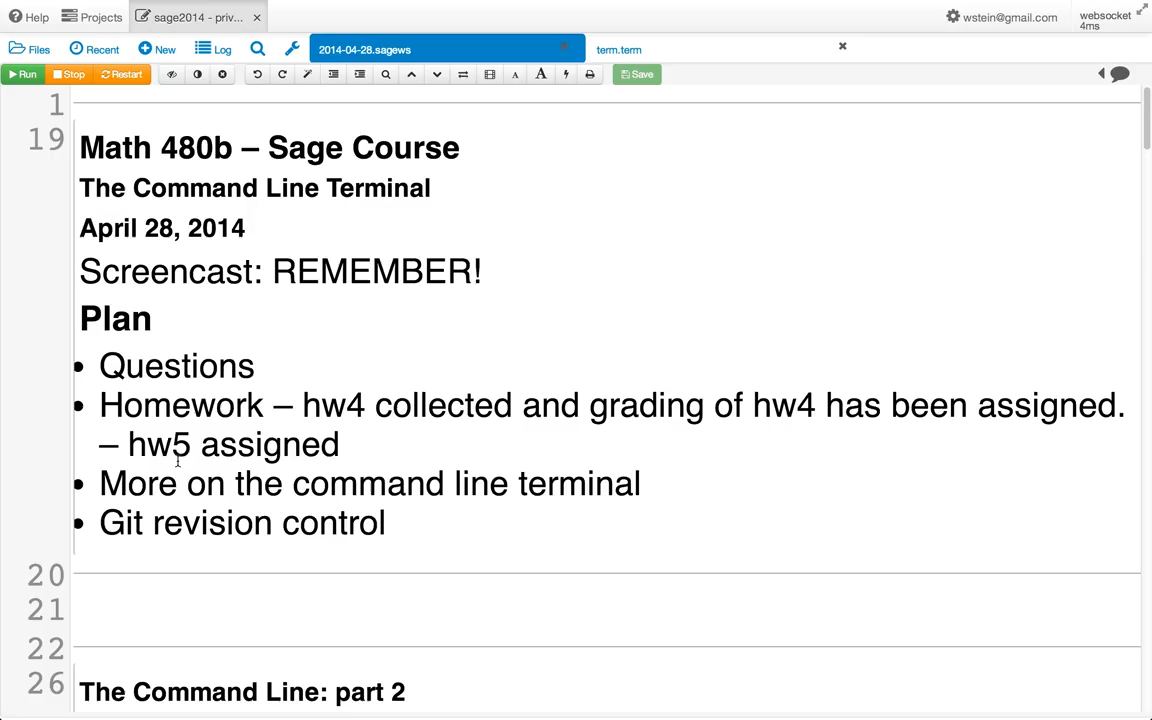 Help Projects sage2014 - priv... × wstein@gmail.com websocket
4ms
Files Recent New Log 2014-04-28.sagews term.term
Run Stop Restart A A Save
1
19 Math 480b – Sage Course
The Command Line Terminal
April 28, 2014
Screencast: REMEMBER!
Plan
• Questions
• Homework – hw4 collected and grading of hw4 has been assigned.
– hw5 assigned
• More on the command line terminal
• Git revision control
20
21
22
26 The Command Line: part 2